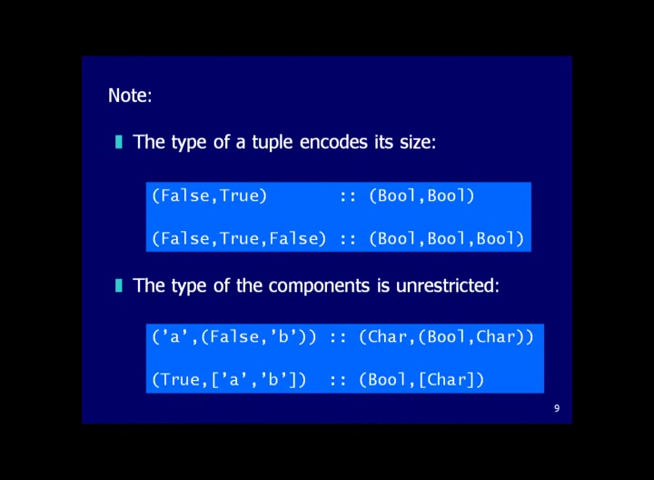 Note:
The type of a tuple encodes its size:
(False,True) :: (Bool,Bool)
(False,True,False) :: (Bool,Bool,Bool)
The type of the components is unrestricted:
('a',(False,'b')) :: (Char,(Bool,Char))
(True,['a','b']) :: (Bool,[Char])
9